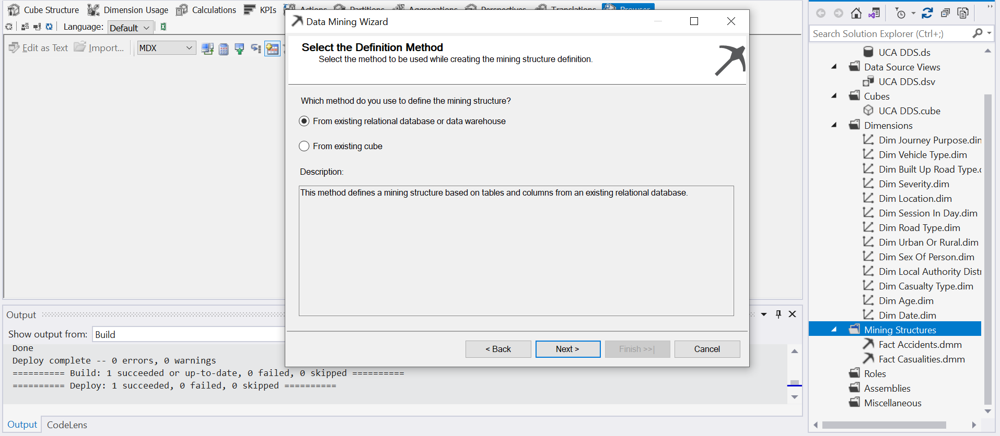 Cube Structure Dimension Usage Calculations KPIs Actions Partitions Aggregations Perspectives Translations Browser
Language: Default
Edit as Text Import... MDX
Data Mining Wizard
Select the Definition Method
Select the method to be used while creating the mining structure definition.
Which method do you use to define the mining structure?
From existing relational database or data warehouse
From existing cube
Description:
This method defines a mining structure based on tables and columns from an existing relational database.
< Back Next > Finish >>| Cancel
Output
Show output from: Build
Done
Deploy complete -- 0 errors, 0 warnings
========== Build: 1 succeeded or up-to-date, 0 failed, 0 skipped ==========
========== Deploy: 1 succeeded, 0 failed, 0 skipped ==========
Output CodeLens
Search Solution Explorer (Ctrl+;)
UCA DDS.ds
Data Source Views
UCA DDS.dsv
Cubes
UCA DDS.cube
Dimensions
Dim Journey Purpose.din
Dim Vehicle Type.dim
Dim Built Up Road Type.
Dim Severity.dim
Dim Location.dim
Dim Session In Day.dim
Dim Road Type.dim
Dim Urban Or Rural.dim
Dim Sex Of Person.dim
Dim Local Authority Dist
Dim Casualty Type.dim
Dim Age.dim
Dim Date.dim
Mining Structures
Fact Accidents.dmm
Fact Casualities.dmm
Roles
Assemblies
Miscellaneous